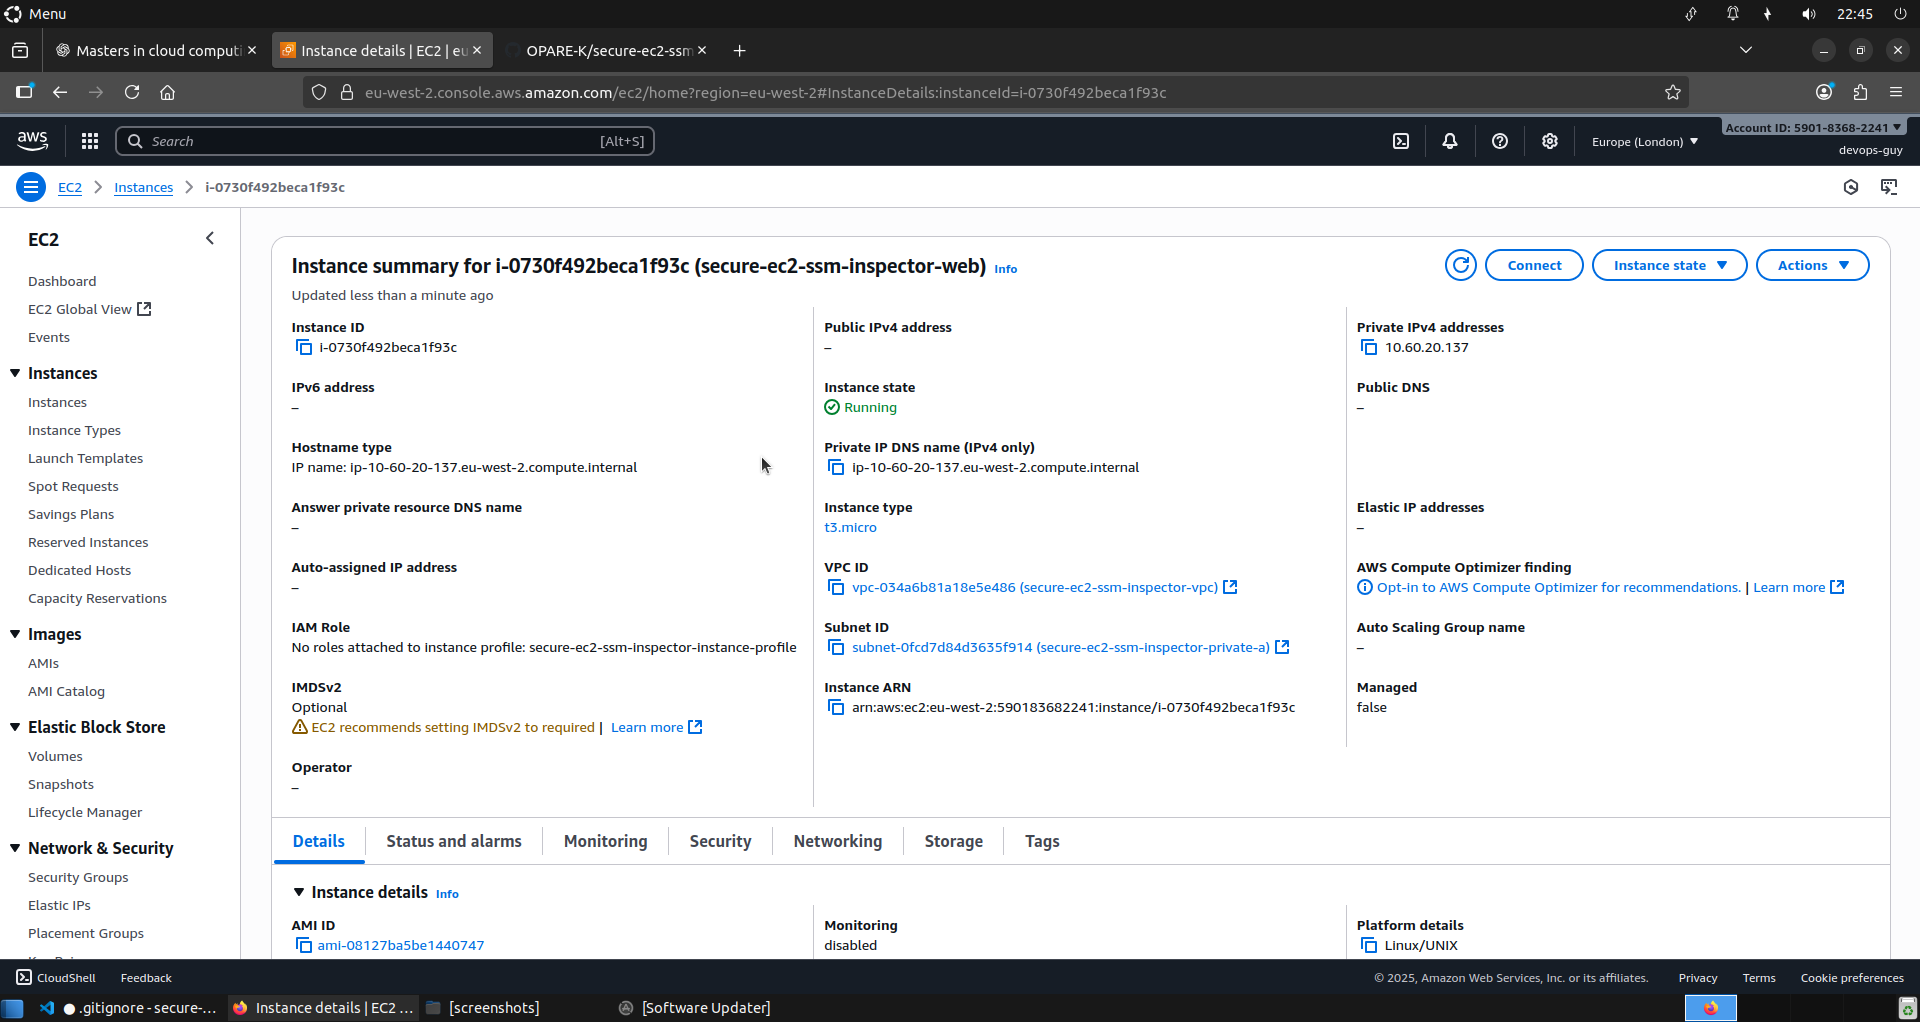 Menu
22:45
Masters in cloud computi
Instance details | EC2 | eu
OPARE-K/secure-ec2-ssm
eu-west-2.console.aws.amazon.com/ec2/home?region=eu-west-2#InstanceDetails:instanceId=i-0730f492beca1f93c
aws
Search
[Alt+S]
Europe (London)
Account ID: 5901-8368-2241
devops-guy
EC2
Instances
i-0730f492beca1f93c
EC2
Dashboard
EC2 Global View
Events
Instances
Instances
Instance Types
Launch Templates
Spot Requests
Savings Plans
Reserved Instances
Dedicated Hosts
Capacity Reservations
Images
AMIs
AMI Catalog
Elastic Block Store
Volumes
Snapshots
Lifecycle Manager
Network & Security
Security Groups
Elastic IPs
Placement Groups
Instance summary for i-0730f492beca1f93c (secure-ec2-ssm-inspector-web) Info
Updated less than a minute ago
Connect
Instance state
Actions
Instance ID
i-0730f492beca1f93c
Public IPv4 address
–
Private IPv4 addresses
10.60.20.137
IPv6 address
–
Instance state
Running
Public DNS
–
Hostname type
IP name: ip-10-60-20-137.eu-west-2.compute.internal
Private IP DNS name (IPv4 only)
ip-10-60-20-137.eu-west-2.compute.internal
Answer private resource DNS name
–
Instance type
t3.micro
Elastic IP addresses
–
Auto-assigned IP address
–
VPC ID
vpc-034a6b81a18e5e486 (secure-ec2-ssm-inspector-vpc)
AWS Compute Optimizer finding
Opt-in to AWS Compute Optimizer for recommendations. | Learn more
IAM Role
No roles attached to instance profile: secure-ec2-ssm-inspector-instance-profile
Subnet ID
subnet-0fcd7d84d3635f914 (secure-ec2-ssm-inspector-private-a)
Auto Scaling Group name
–
IMDSv2
Optional
EC2 recommends setting IMDSv2 to required | Learn more
Instance ARN
arn:aws:ec2:eu-west-2:590183682241:instance/i-0730f492beca1f93c
Managed
false
Operator
–
Details
Status and alarms
Monitoring
Security
Networking
Storage
Tags
Instance details Info
AMI ID
ami-08127ba5be1440747
Monitoring
disabled
Platform details
Linux/UNIX
CloudShell
Feedback
© 2025, Amazon Web Services, Inc. or its affiliates.
Privacy
Terms
Cookie preferences
● .gitignore - secure-...
Instance details | EC2 ...
[screenshots]
[Software Updater]